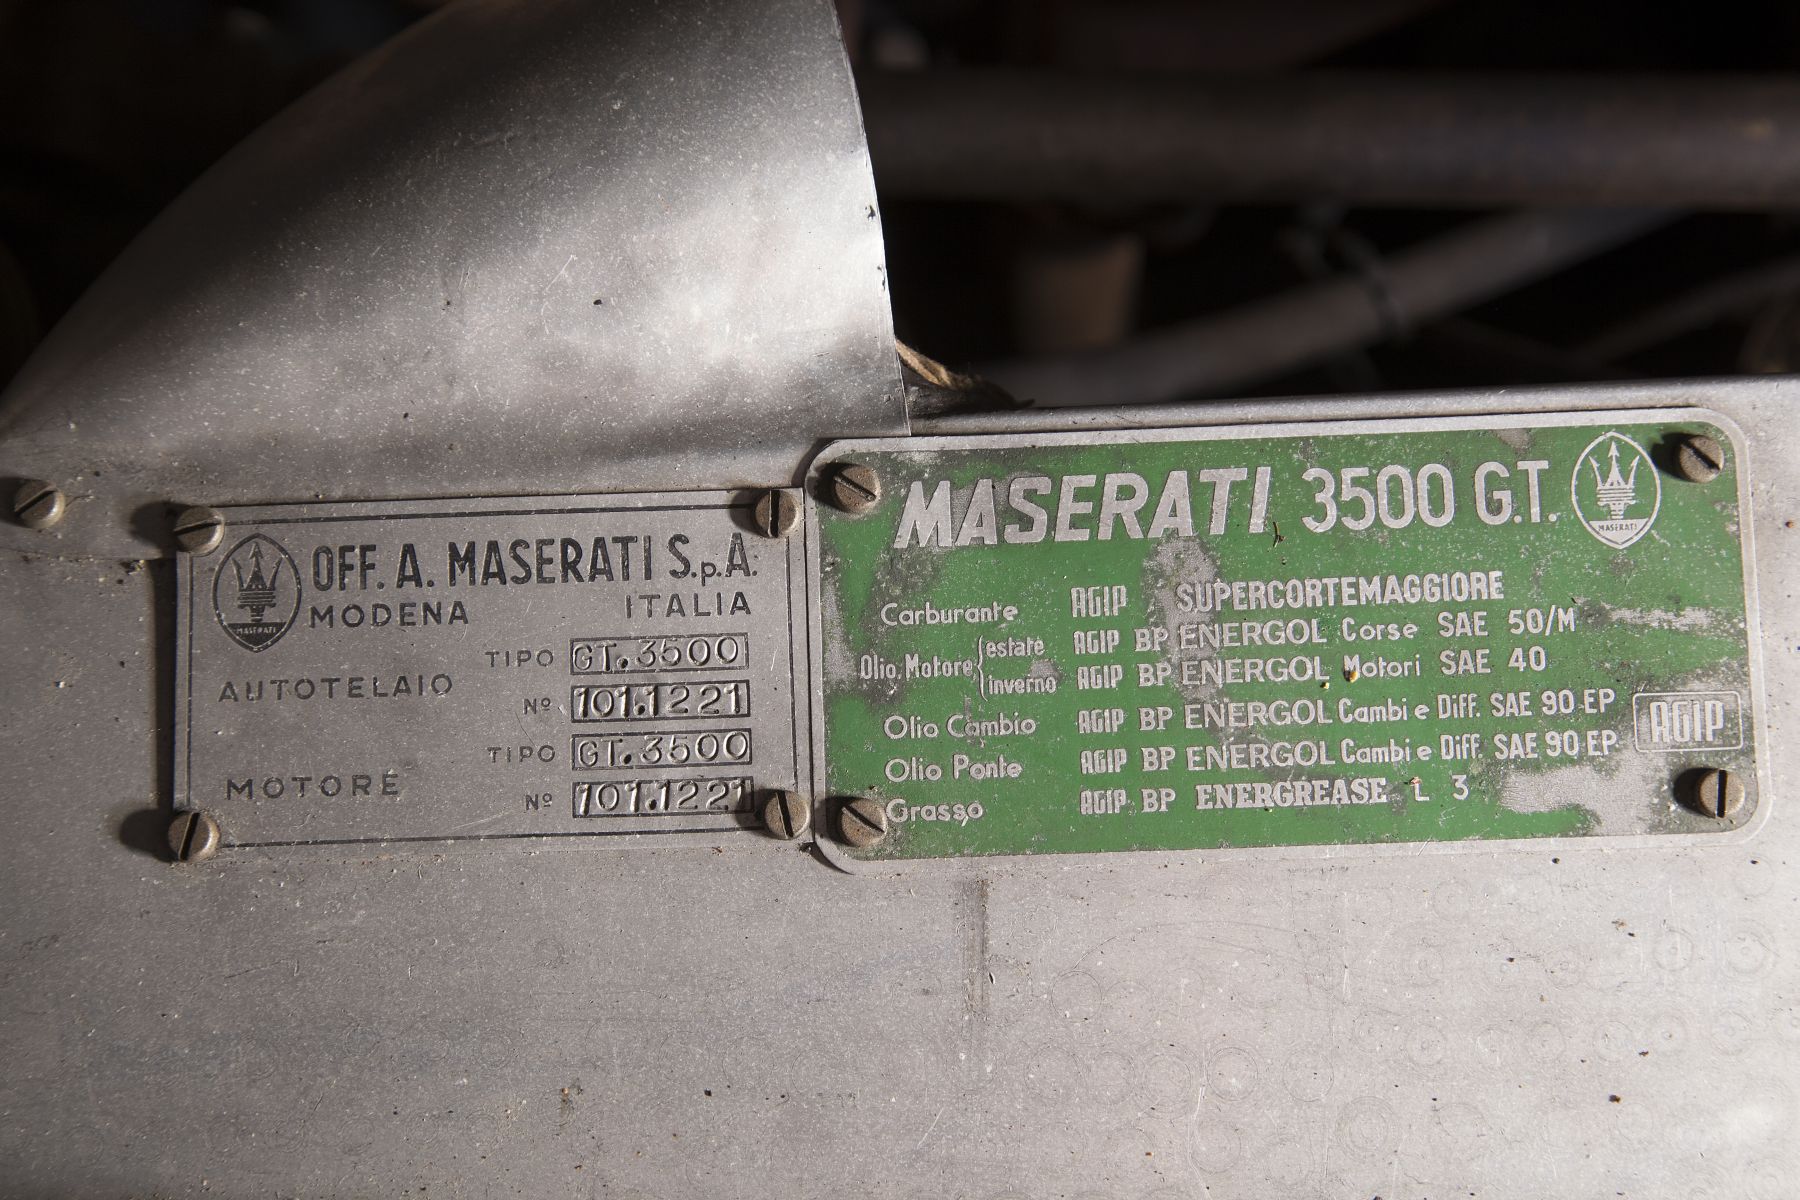 MASERATI
OFF. A. MASERATI S.p.A.
MODENA ITALIA
TIPO GT.3500
AUTOTELAIO
Nº 101.1221
TIPO GT.3500
MOTORE
Nº 101.1221
MASERATI 3500 G.T.
MASERATI
Carburante AGIP SUPERCORTEMAGGIORE
Olio Motore estate AGIP BP ENERGOL Corse SAE 50/M
inverno AGIP BP ENERGOL Motori SAE 40
Olio Cambio AGIP BP ENERGOL Cambi e Diff. SAE 90 EP
Olio Ponte AGIP BP ENERGOL Cambi e Diff. SAE 90 EP
Grasso AGIP BP ENERGREASE L 3
AGIP